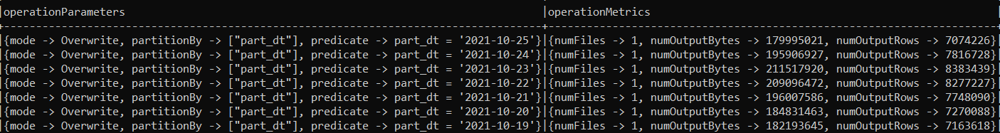 |operationParameters |operationMetrics |
+--------------------------------------------------------------------------------------------+------------------------------------------------------------------------------+
|{mode -> Overwrite, partitionBy -> ["part_dt"], predicate -> part_dt = '2021-10-25'}|{numFiles -> 1, numOutputBytes -> 179995021, numOutputRows -> 7074226}|
|{mode -> Overwrite, partitionBy -> ["part_dt"], predicate -> part_dt = '2021-10-24'}|{numFiles -> 1, numOutputBytes -> 195906927, numOutputRows -> 7816728}|
|{mode -> Overwrite, partitionBy -> ["part_dt"], predicate -> part_dt = '2021-10-23'}|{numFiles -> 1, numOutputBytes -> 211517920, numOutputRows -> 8383439}|
|{mode -> Overwrite, partitionBy -> ["part_dt"], predicate -> part_dt = '2021-10-22'}|{numFiles -> 1, numOutputBytes -> 209096472, numOutputRows -> 8277227}|
|{mode -> Overwrite, partitionBy -> ["part_dt"], predicate -> part_dt = '2021-10-21'}|{numFiles -> 1, numOutputBytes -> 196007586, numOutputRows -> 7748090}|
|{mode -> Overwrite, partitionBy -> ["part_dt"], predicate -> part_dt = '2021-10-20'}|{numFiles -> 1, numOutputBytes -> 184831463, numOutputRows -> 7270088}|
|{mode -> Overwrite, partitionBy -> ["part_dt"], predicate -> part_dt = '2021-10-19'}|{numFiles -> 1, numOutputBytes -> 182193645, numOutputRows -> 7163618}|